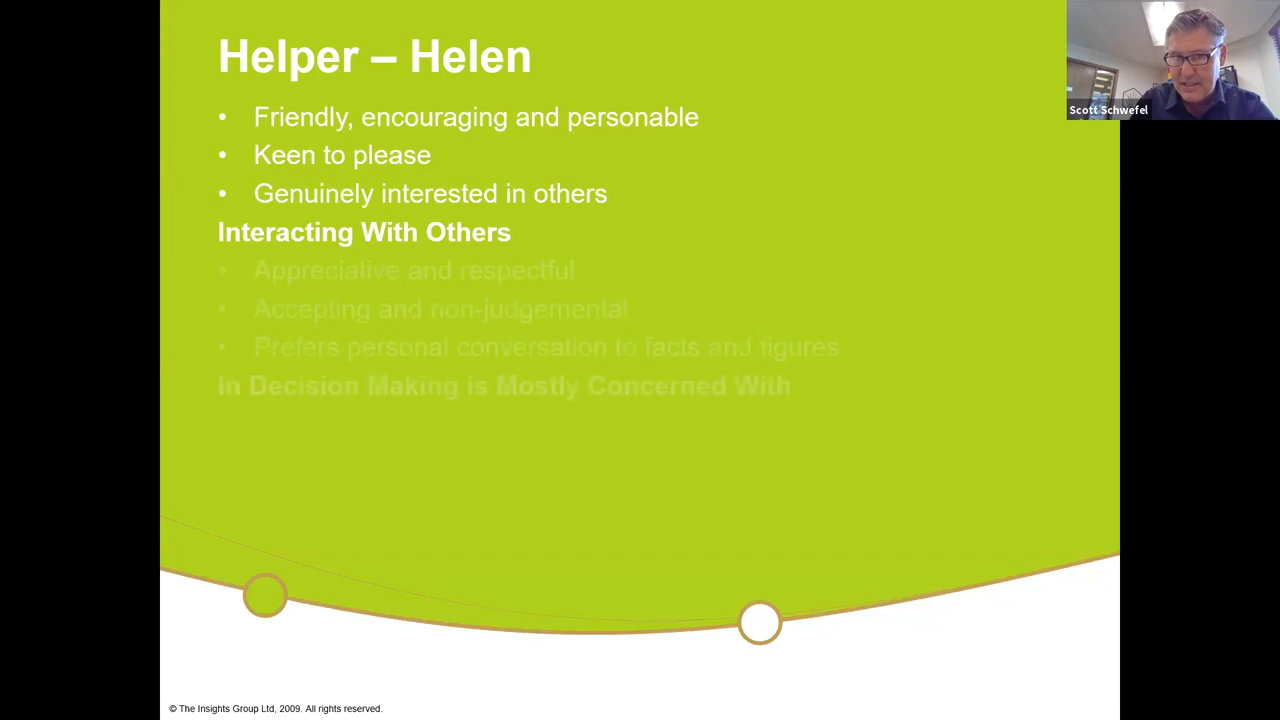 Helper – Helen
• Friendly, encouraging and personable
• Keen to please
• Genuinely interested in others
Interacting With Others
• Appreciative and respectful
• Accepting and non-judgemental
• Prefers personal conversation to facts and figures
In Decision Making is Mostly Concerned With
Scott Schwefel
© The Insights Group Ltd, 2009. All rights reserved.